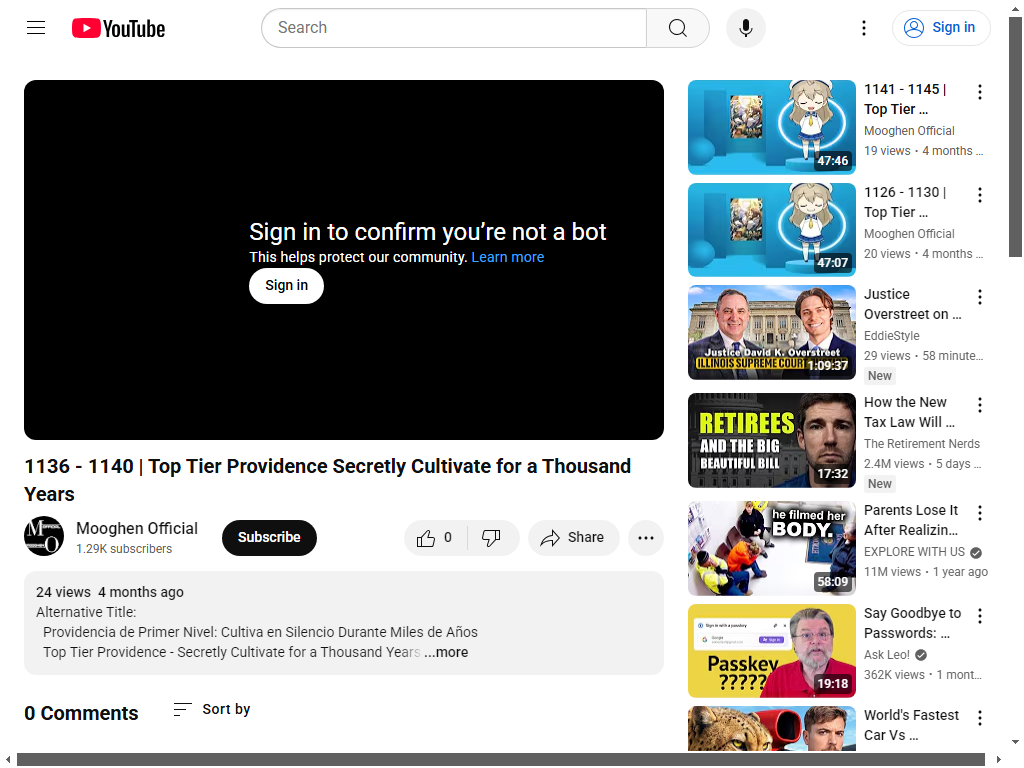 YouTube
Search
Sign in
Sign in to confirm you're not a bot
This helps protect our community. Learn more
Sign in
1136 - 1140 | Top Tier Providence Secretly Cultivate for a Thousand
Years
Mooghen Official
1.29K subscribers
Subscribe
0
Share
24 views 4 months ago
Alternative Title:
Providencia de Primer Nivel: Cultiva en Silencio Durante Miles de Años
Top Tier Providence - Secretly Cultivate for a Thousand Years ...more
0 Comments
Sort by
47:46
1141 - 1145 |
Top Tier ...
Mooghen Official
19 views • 4 months ...
47:07
1126 - 1130 |
Top Tier ...
Mooghen Official
20 views • 4 months ...
Justice David K. Overstreet
ILLINOIS SUPREME COUR
1:09:37
Justice
Overstreet on ...
EddieStyle
29 views • 58 minute...
New
RETIREES
AND THE BIG
BEAUTIFUL BILL
17:32
How the New
Tax Law Will ...
The Retirement Nerds
2.4M views • 5 days ...
New
he filmed her
BODY.
58:09
Parents Lose It
After Realizin...
EXPLORE WITH US
11M views • 1 year ago
Sign in with a passkey
Google
Passkey
?????
19:18
Say Goodbye to
Passwords: ...
Ask Leo!
362K views • 1 mont...
World's Fastest
Car Vs ...